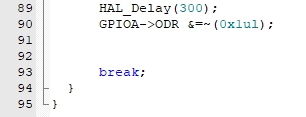 89 HAL_Delay(300);
90 GPIOA->ODR &=~(0x1ul);
91
92
93 break;
94 }
95 }